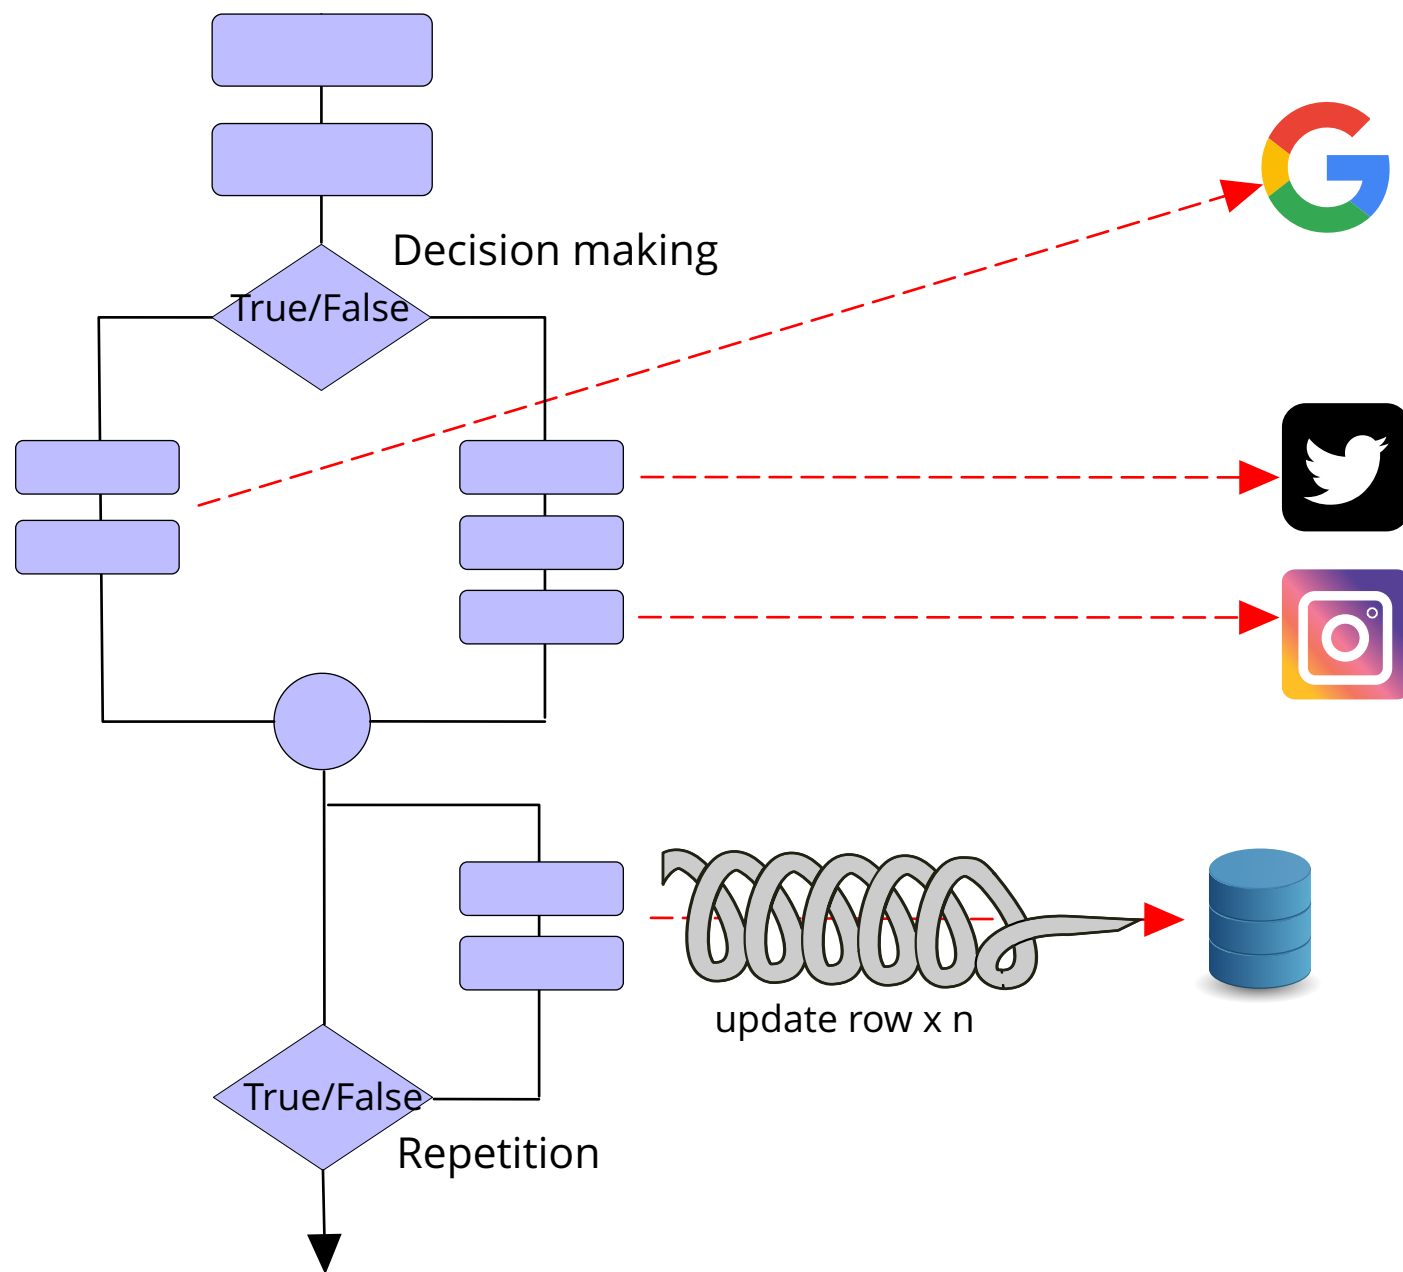 Decision making
True/False
update row x n
True/False
Repetition